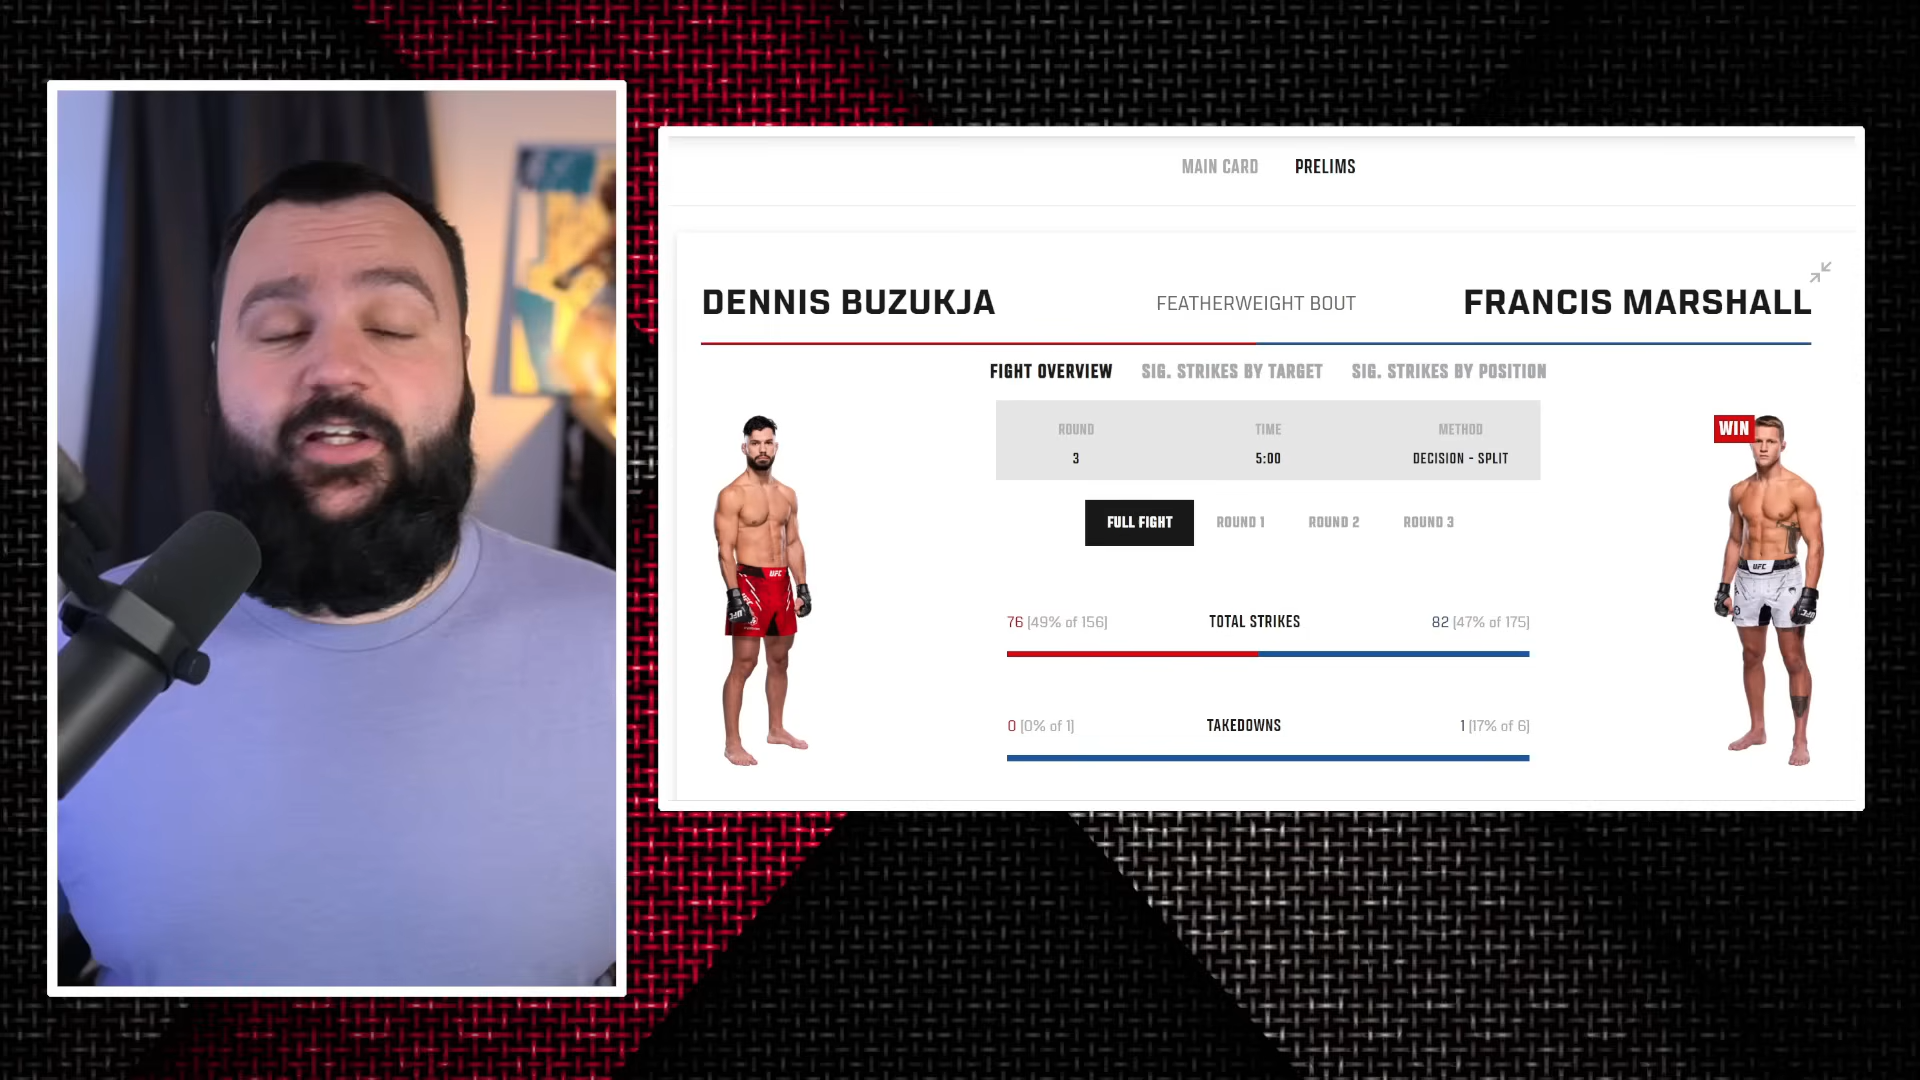 MAIN CARD PRELIMS
DENNIS BUZUKJA FEATHERWEIGHT BOUT FRANCIS MARSHALL
FIGHT OVERVIEW SIG. STRIKES BY TARGET SIG. STRIKES BY POSITION
ROUND TIME METHOD
3 5:00 DECISION - SPLIT
WIN
FULL FIGHT ROUND 1 ROUND 2 ROUND 3
UFC
UFC
76 [49% of 156] TOTAL STRIKES 82 [47% of 175]
0 [0% of 1] TAKEDOWNS 1 [17% of 6]